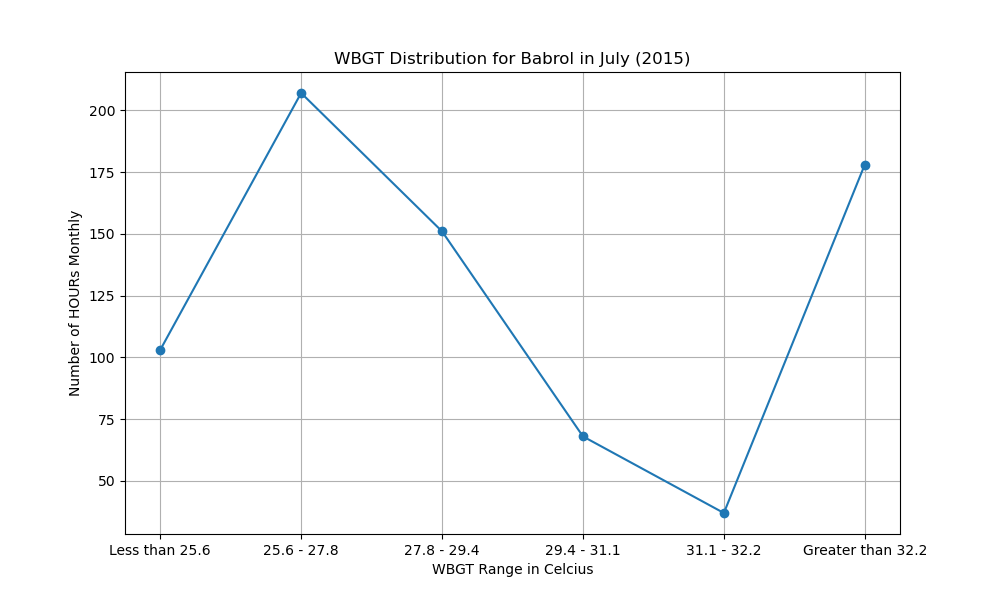 WBGT Distribution for Babrol in July (2015)
Number of HOURs Monthly
200
175
150
125
100
75
50
Less than 25.6
25.6 - 27.8
27.8 - 29.4
29.4 - 31.1
31.1 - 32.2
Greater than 32.2
WBGT Range in Celcius